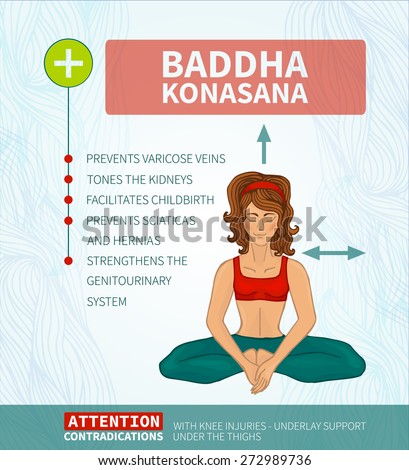 BADDHA
KONASANA
PREVENTS VARICOSE VEINS
TONES THE KIDNEYS
FACILITATES CHILDBIRTH
PREVENTS SCIATICAS
AND HERNIAS
STRENGTHENS THE
GENITOURINARY
SYSTEM
ATTENTION
CONTRADICATIONS
WITH KNEE INJURIES - UNDERLAY SUPPORT
UNDER THE THIGHS
shutterstock
www.shutterstock.com · 272989736